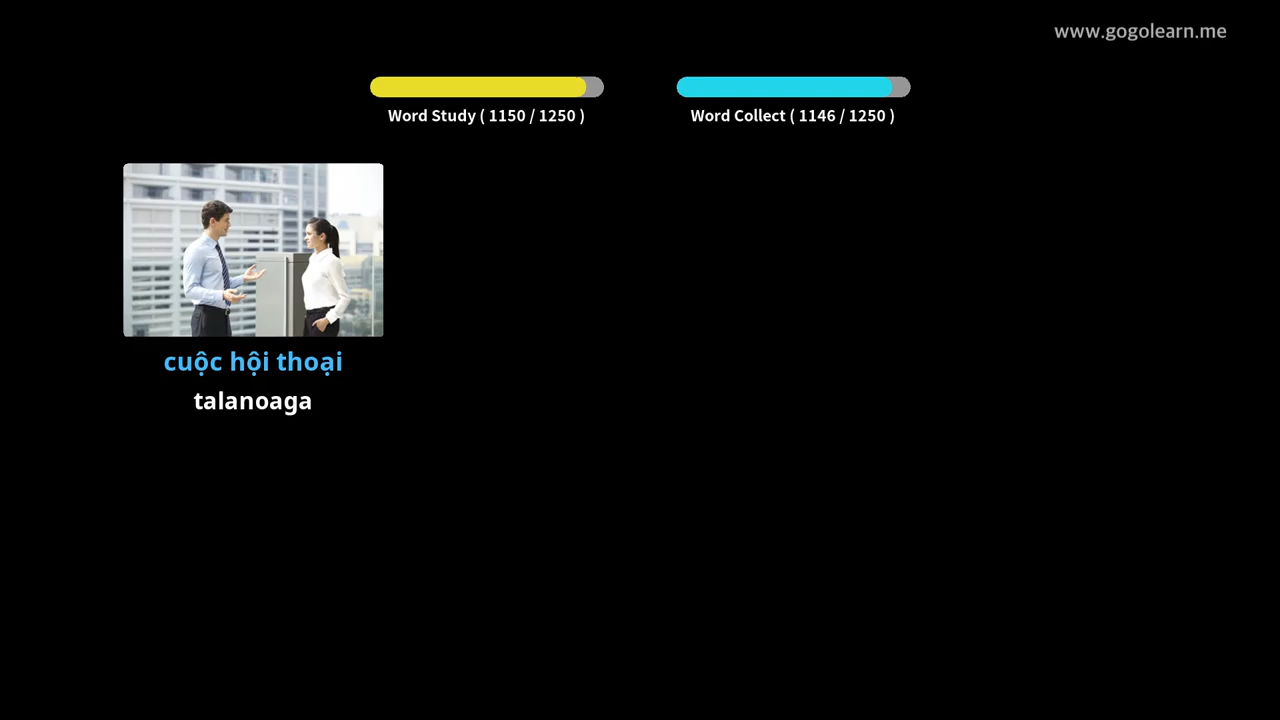 www.gogolearn.me
Word Study ( 1150 / 1250 )
Word Collect ( 1146 / 1250 )
cuộc hội thoại
talanoaga